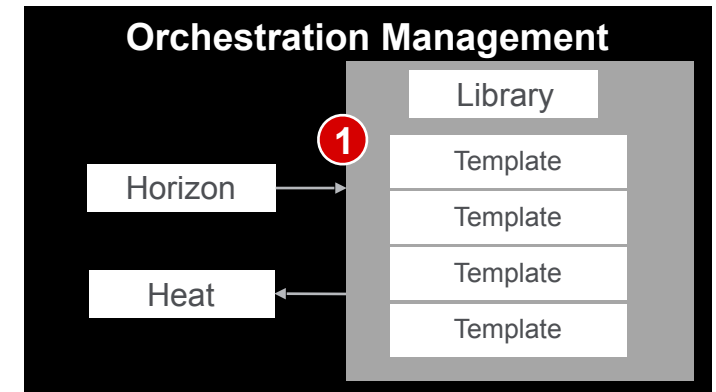 Orchestration Management
Library
1
Template
Horizon
Template
Template
Heat
Template